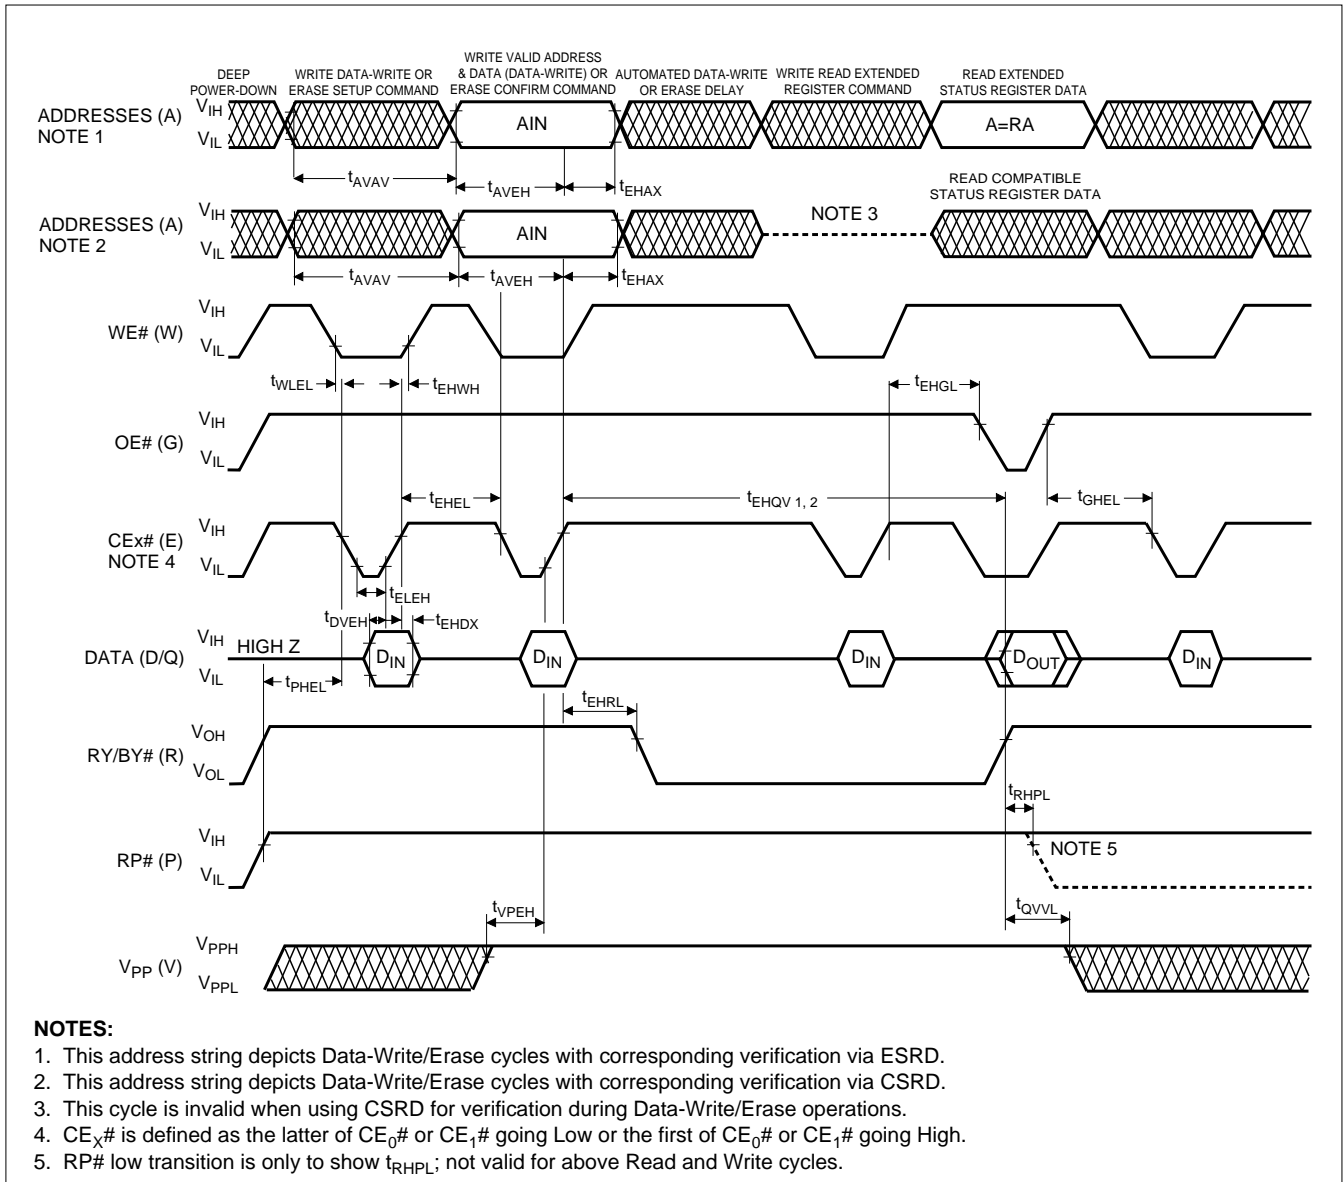 DEEP
POWER-DOWN
WRITE DATA-WRITE OR
ERASE SETUP COMMAND
WRITE VALID ADDRESS
& DATA (DATA-WRITE) OR
ERASE CONFIRM COMMAND
AUTOMATED DATA-WRITE
OR ERASE DELAY
WRITE READ EXTENDED
REGISTER COMMAND
READ EXTENDED
STATUS REGISTER DATA
ADDRESSES (A)
NOTE 1
VIH
VIL
AIN
A=RA
tAVAV
tAVEH
tEHAX
READ COMPATIBLE
STATUS REGISTER DATA
ADDRESSES (A)
NOTE 2
VIH
VIL
AIN
NOTE 3
tAVAV
tAVEH
tEHAX
WE# (W)
VIH
VIL
tWLEL
tEHWH
tEHGL
OE# (G)
VIH
VIL
tEHEL
tEHQV 1, 2
tGHEL
CEx# (E)
NOTE 4
VIH
VIL
tELEH
tDVEH
tEHDX
DATA (D/Q)
VIH
VIL
HIGH Z
DIN
DIN
DIN
DOUT
DIN
tPHEL
tEHRL
RY/BY# (R)
VOH
VOL
tRHPL
RP# (P)
VIH
VIL
NOTE 5
tVPEH
tQVVL
VPP (V)
VPPH
VPPL
NOTES:
1. This address string depicts Data-Write/Erase cycles with corresponding verification via ESRD.
2. This address string depicts Data-Write/Erase cycles with corresponding verification via CSRD.
3. This cycle is invalid when using CSRD for verification during Data-Write/Erase operations.
4. CEX# is defined as the latter of CE0# or CE1# going Low or the first of CE0# or CE1# going High.
5. RP# low transition is only to show tRHPL; not valid for above Read and Write cycles.